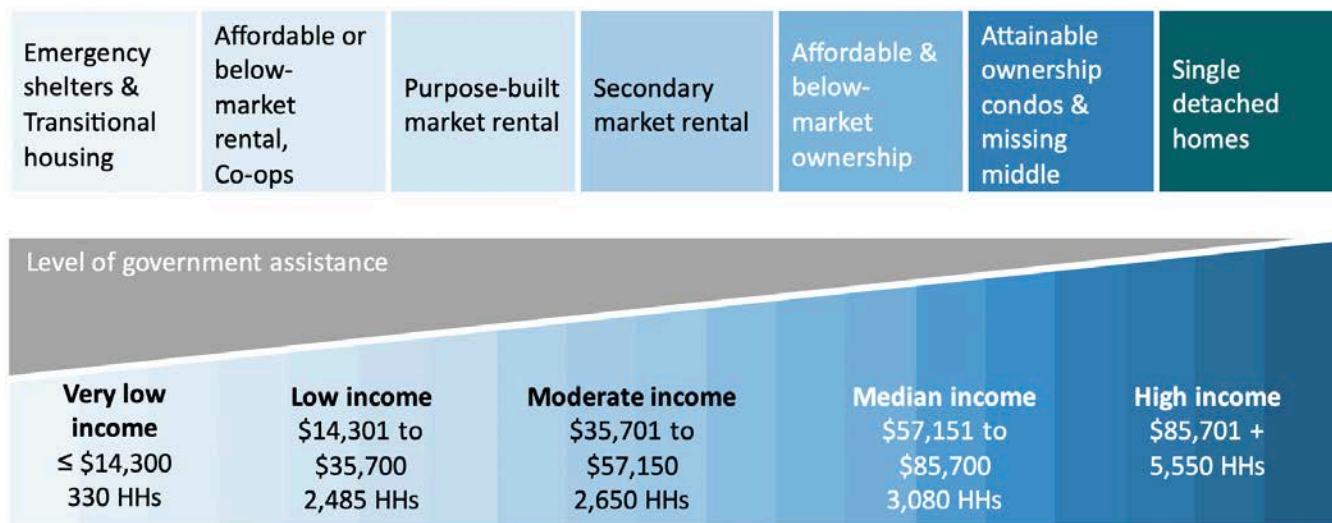 Emergency
shelters &
Transitional
housing
Affordable or
below-
market
rental,
Co-ops
Purpose-built
market rental
Secondary
market rental
Affordable &
below-
market
ownership
Attainable
ownership
condos &
missing
middle
Single
detached
homes
Level of government assistance
Very low
income
≤ $14,300
330 HHs
Low income
$14,301 to
$35,700
2,485 HHs
Moderate income
$35,701 to
$57,150
2,650 HHs
Median income
$57,151 to
$85,700
3,080 HHs
High income
$85,701 +
5,550 HHs